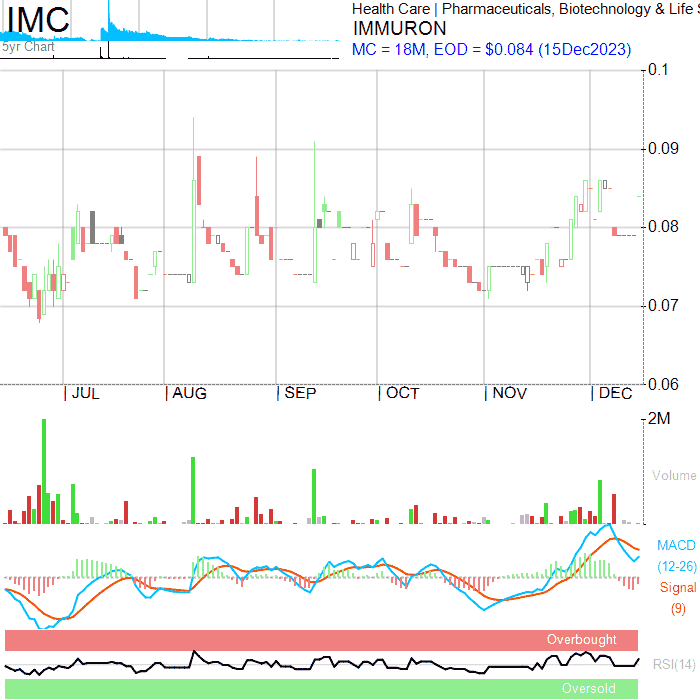 IMC
Health Care | Pharmaceuticals, Biotechnology & Life S
IMMURON
MC = 18M, EOD = $0.084 (15Dec2023)
5yr Chart
0.1
0.09
0.08
0.07
0.06
| JUL | AUG | SEP | OCT | NOV | DEC
2M
Volume
MACD
(12-26)
Signal
(9)
Overbought
RSI(14)
Oversold